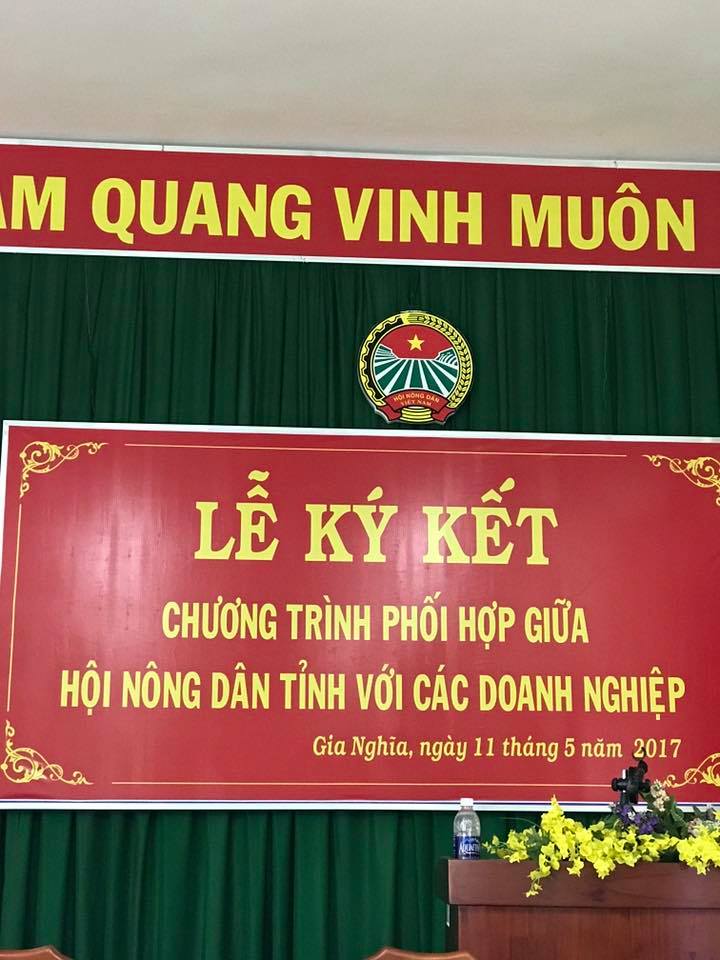 QUANG VINH MUÔN
HỘI NÔNG DÂN
VIỆT NAM
LỄ KÝ KẾT
CHƯƠNG TRÌNH PHỐI HỢP GIỮA
HỘI NÔNG DÂN TỈNH VỚI CÁC DOANH NGHIỆP
Gia Nghĩa, ngày 11 tháng 5 năm 2017